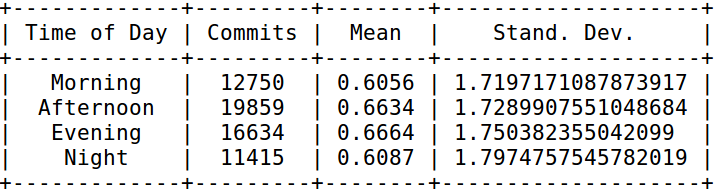 +-------------+---------+--------+--------------------+
| Time of Day | Commits |  Mean  |    Stand. Dev.     |
+-------------+---------+--------+--------------------+
|   Morning   |  12750  | 0.6056 | 1.7197171087873917 |
|  Afternoon  |  19859  | 0.6634 | 1.7289907551048684 |
|   Evening   |  16634  | 0.6664 | 1.750382355042099  |
|    Night    |  11415  | 0.6087 | 1.7974757545782019 |
+-------------+---------+--------+--------------------+